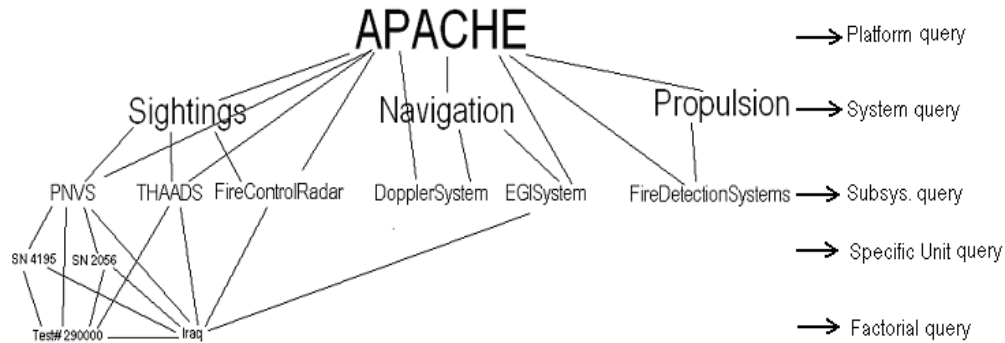 APACHE
Platform query
Sightings Navigation Propulsion
System query
PNVS THAADS FireControlRadar DopplerSystem EGISystem FireDetectionSystems
Subsys. query
SN 4195 SN 2056
Specific Unit query
Test# 290000 Iraq
Factorial query